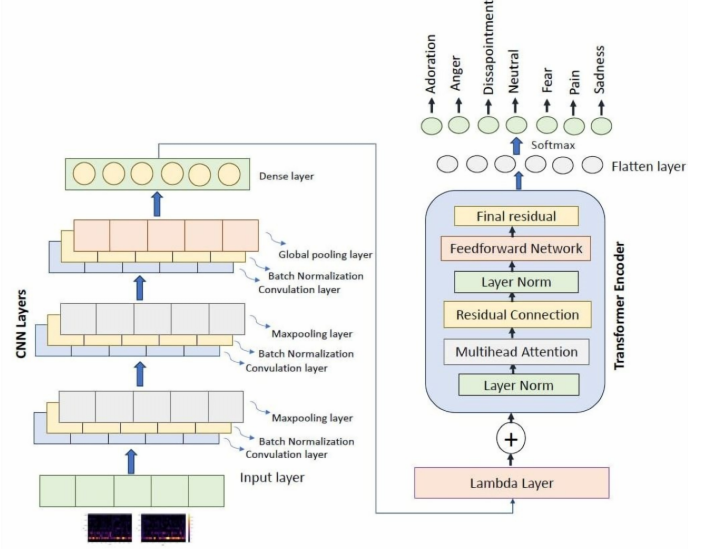 Adoration
Anger
Dissapointment
Neutral
Fear
Pain
Sadness
Softmax
Flatten layer
Dense layer
Final residual
Feedforward Network
Layer Norm
Residual Connection
Multihead Attention
Layer Norm
Transformer Encoder
+
Lambda Layer
CNN Layers
Global pooling layer
Batch Normalization
Convulation layer
Maxpooling layer
Batch Normalization
Convulation layer
Maxpooling layer
Batch Normalization
Convulation layer
Input layer